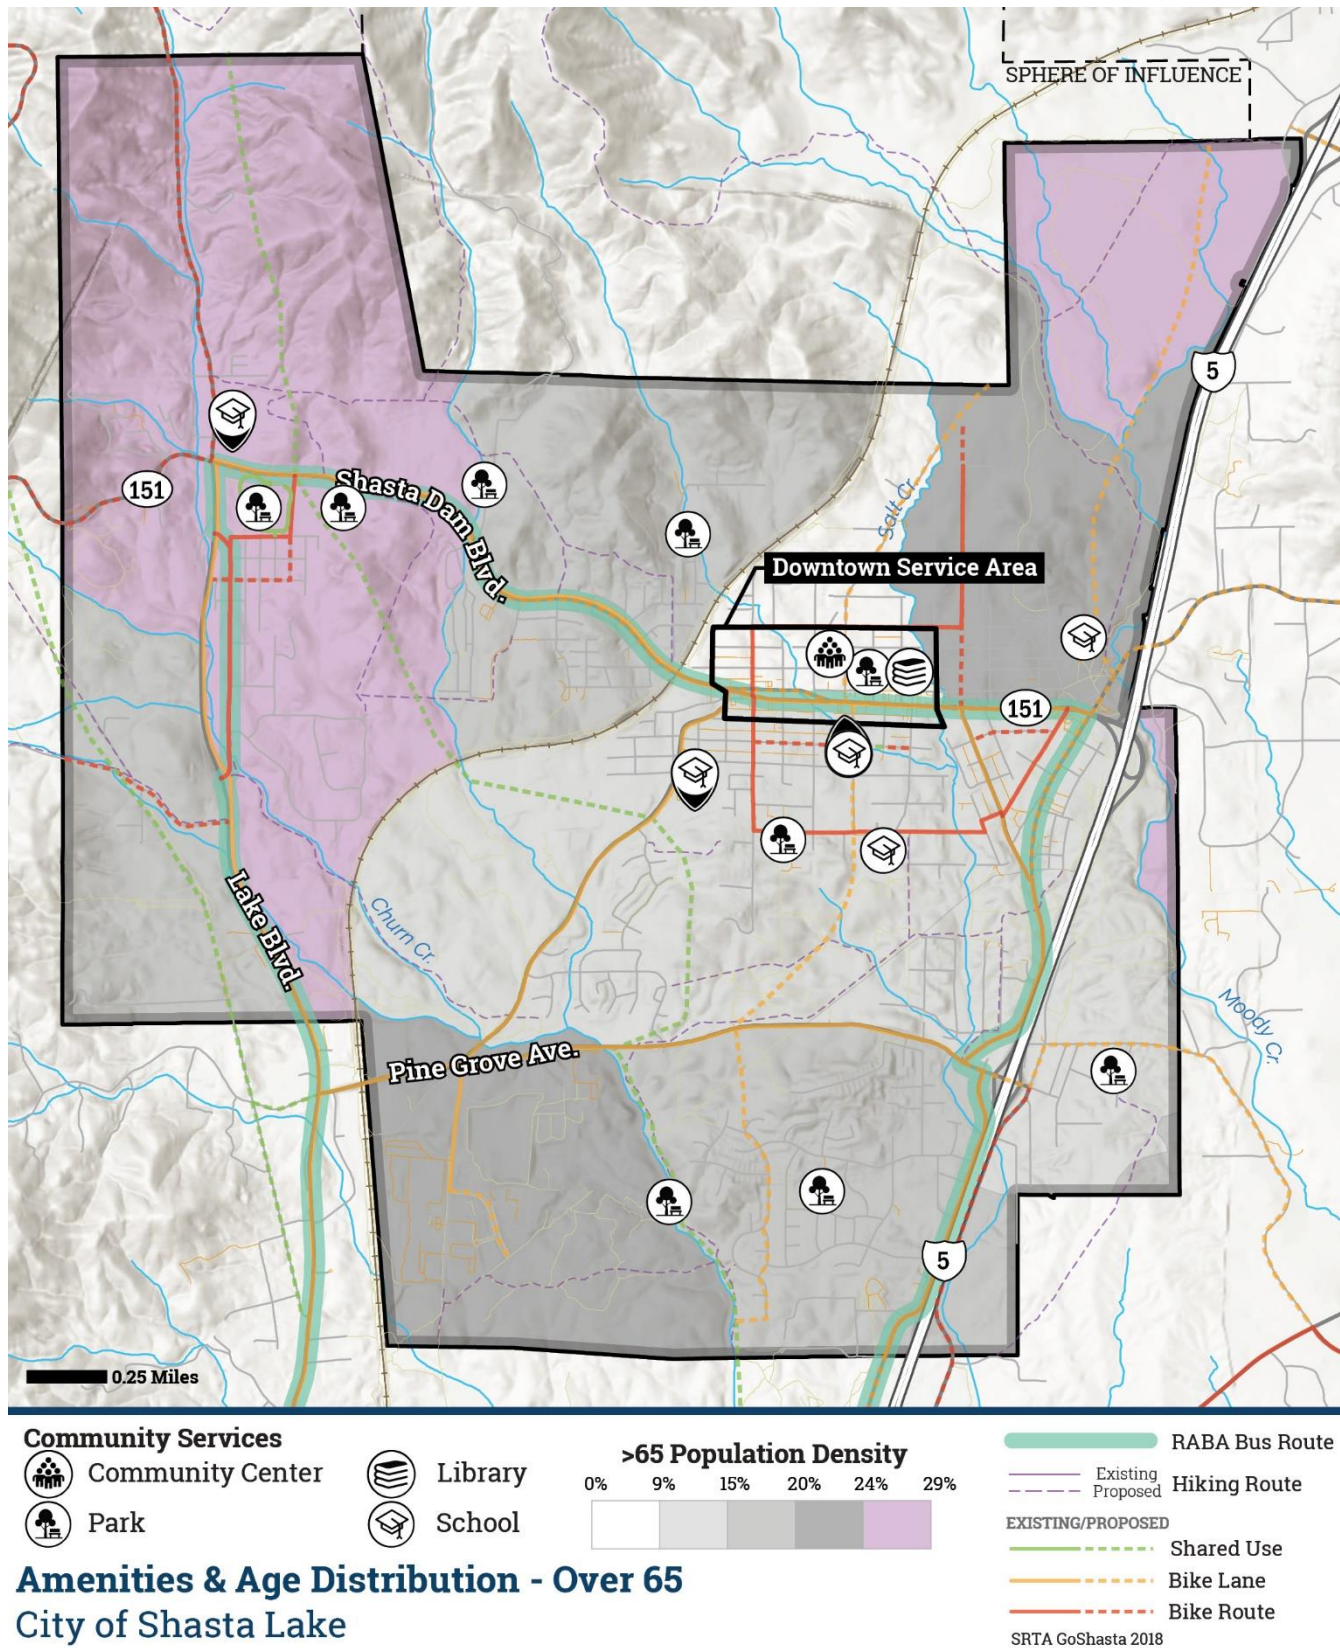 SPHERE OF INFLUENCE
5
151
Shasta Dam Blvd.
Salt Cr.
Downtown Service Area
151
Lake Blvd.
Churn Cr.
Moody Cr.
Pine Grove Ave.
5
0.25 Miles
Community Services
Community Center
Library
Park
School
>65 Population Density
0% 9% 15% 20% 24% 29%
RABA Bus Route
Existing
Proposed
Hiking Route
EXISTING/PROPOSED
Shared Use
Bike Lane
Bike Route
SRTA GoShasta 2018
Amenities & Age Distribution - Over 65
City of Shasta Lake